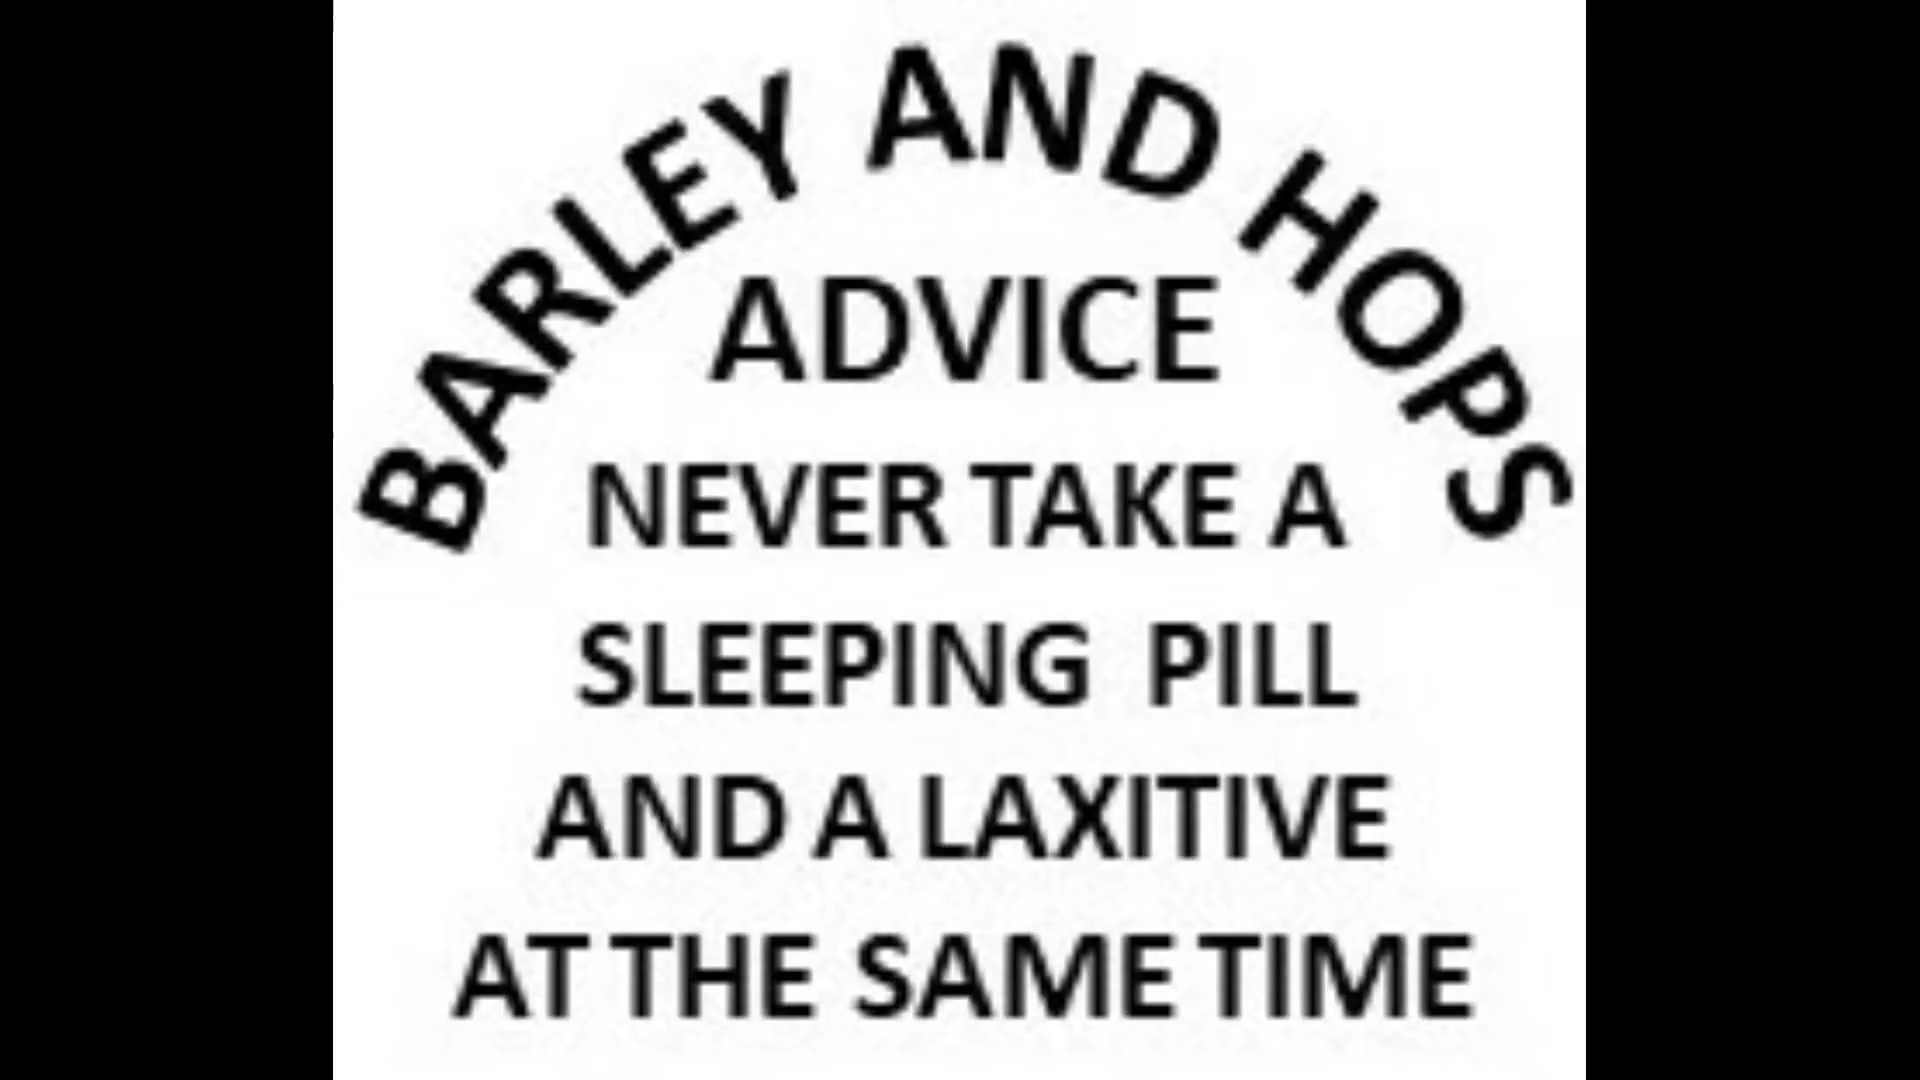 BARLEY AND HOPS
ADVICE
NEVER TAKE A
SLEEPING PILL
AND A LAXITIVE
AT THE SAME TIME